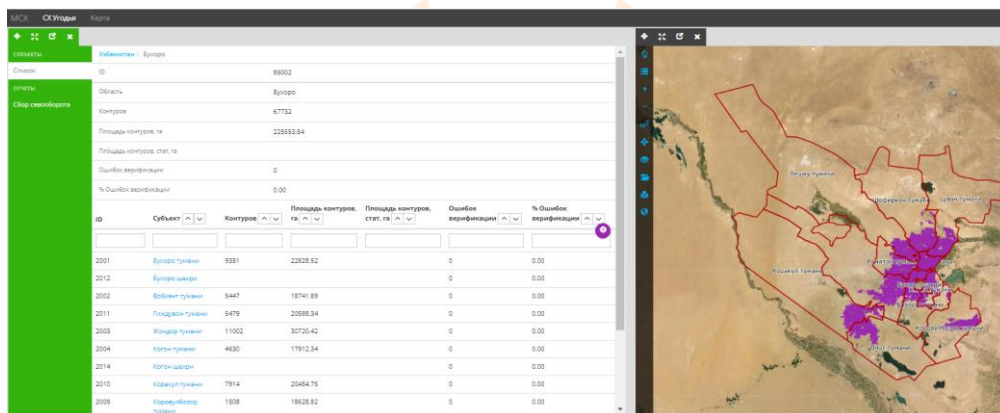 МСХ СХ Угодья Карта
СУБЪЕКТЫ
Список
ОТЧЕТЫ
Сбор севооборота
Узбекистан / Бухоро
ID 86002
Область Бухоро
Контуров 67732
Площадь контуров, га 225553.84
Площадь контуров, стат, га
Ошибок верификации 0
% Ошибок верификации 0.00
ID Субъект Контуров Площадь контуров, га Площадь контуров, стат, га Ошибок верификации % Ошибок верификации
2001 Бухоро тумани 9351 22828.52 0 0.00
2012 Бухоро шахри 0 0.00
2002 Вобкент тумани 6447 18741.89 0 0.00
2011 Гиждувон тумани 5479 20588.34 0 0.00
2003 Жондор тумани 11002 30720.42 0 0.00
2004 Когон тумани 4630 17912.34 0 0.00
2014 Когон шахри 0 0.00
2010 Коракул тумани 7914 20454.75 0 0.00
2009 Коровулбозор тумани 1508 18628.82 0 0.00
Пешку тумани
Шофиркон тумани
Коракул тумани
Олот тумани